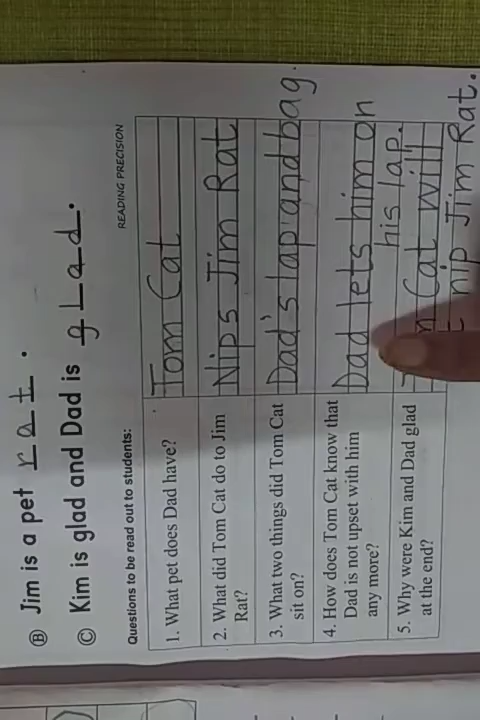 Ⓑ Jim is a pet rat.
Ⓒ Kim is glad and Dad is glad.
READING PRECISION
Questions to be read out to students:
1. What pet does Dad have?
Tom Cat
2. What did Tom Cat do to Jim
Rat?
Nips Jim Rat
3. What two things did Tom Cat
sit on?
Dad's lap and bag.
4. How does Tom Cat know that
Dad is not upset with him
any more?
Dad lets him on
his lap.
5. Why were Kim and Dad glad
at the end?
Cat will
nip Jim Rat.